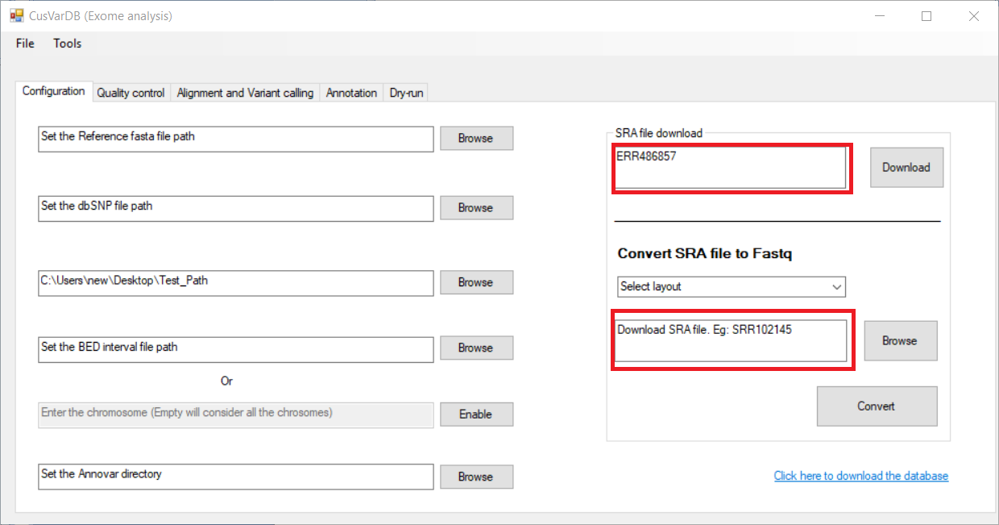 CusVarDB (Exome analysis)
File Tools
Configuration Quality control Alignment and Variant calling Annotation Dry-run
Set the Reference fasta file path Browse
Set the dbSNP file path Browse
C:\Users\new\Desktop\Test_Path Browse
Set the BED interval file path Browse
Or
Enter the chromosome (Empty will consider all the chrosomes) Enable
Set the Annovar directory Browse
SRA file download
ERR486857 Download
Convert SRA file to Fastq
Select layout
Download SRA file. Eg: SRR102145 Browse
Convert
Click here to download the database